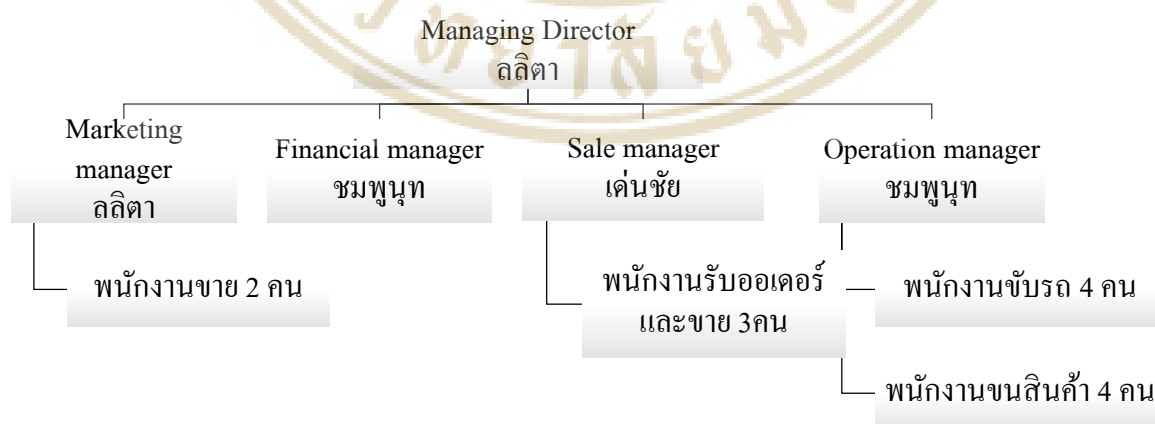 Managing Director
ลลิตา
Marketing
manager
ลลิตา
Financial manager
ชมพูนุท
Sale manager
เด่นชัย
Operation manager
ชมพูนุท
พนักงานขาย 2 คน
พนักงานรับออเดอร์
และขาย 3คน
พนักงานขับรถ 4 คน
พนักงานขนสินค้า 4 คน